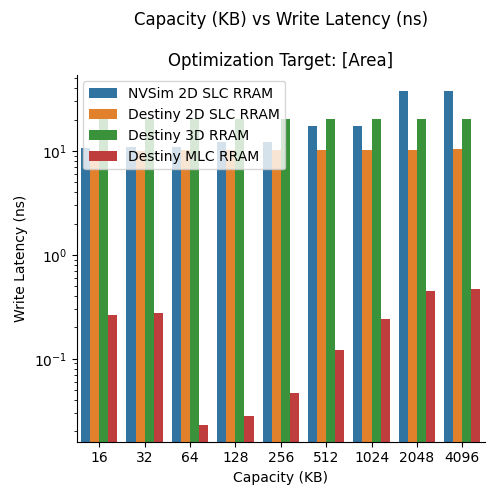 Capacity (KB) vs Write Latency (ns)
Optimization Target: [Area]
NVSim 2D SLC RRAM
Destiny 2D SLC RRAM
Destiny 3D RRAM
Destiny MLC RRAM
Write Latency (ns)
10¹
10⁰
10⁻¹
16 32 64 128 256 512 1024 2048 4096
Capacity (KB)